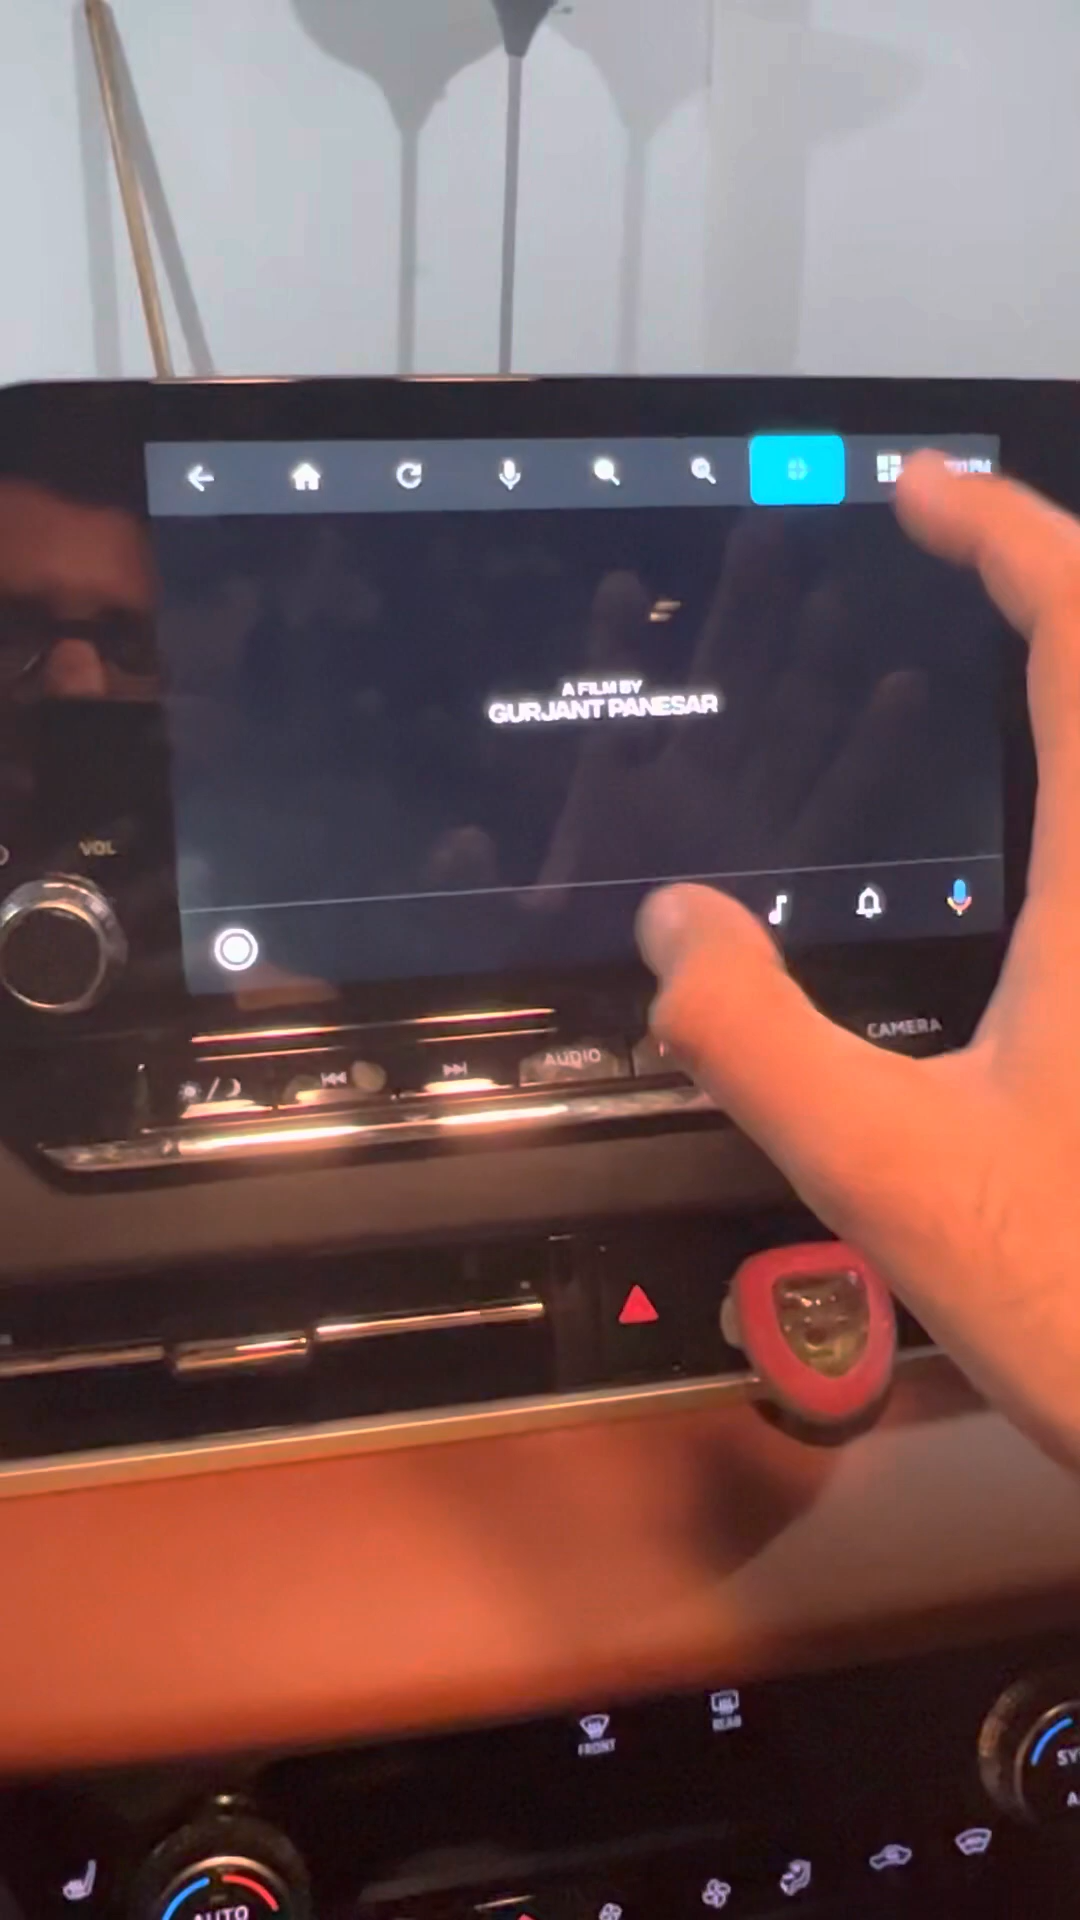 A FILM BY
GURJANT PANESAR
VOL
CAMERA
AUDIO
FRONT
REAR
AUTO